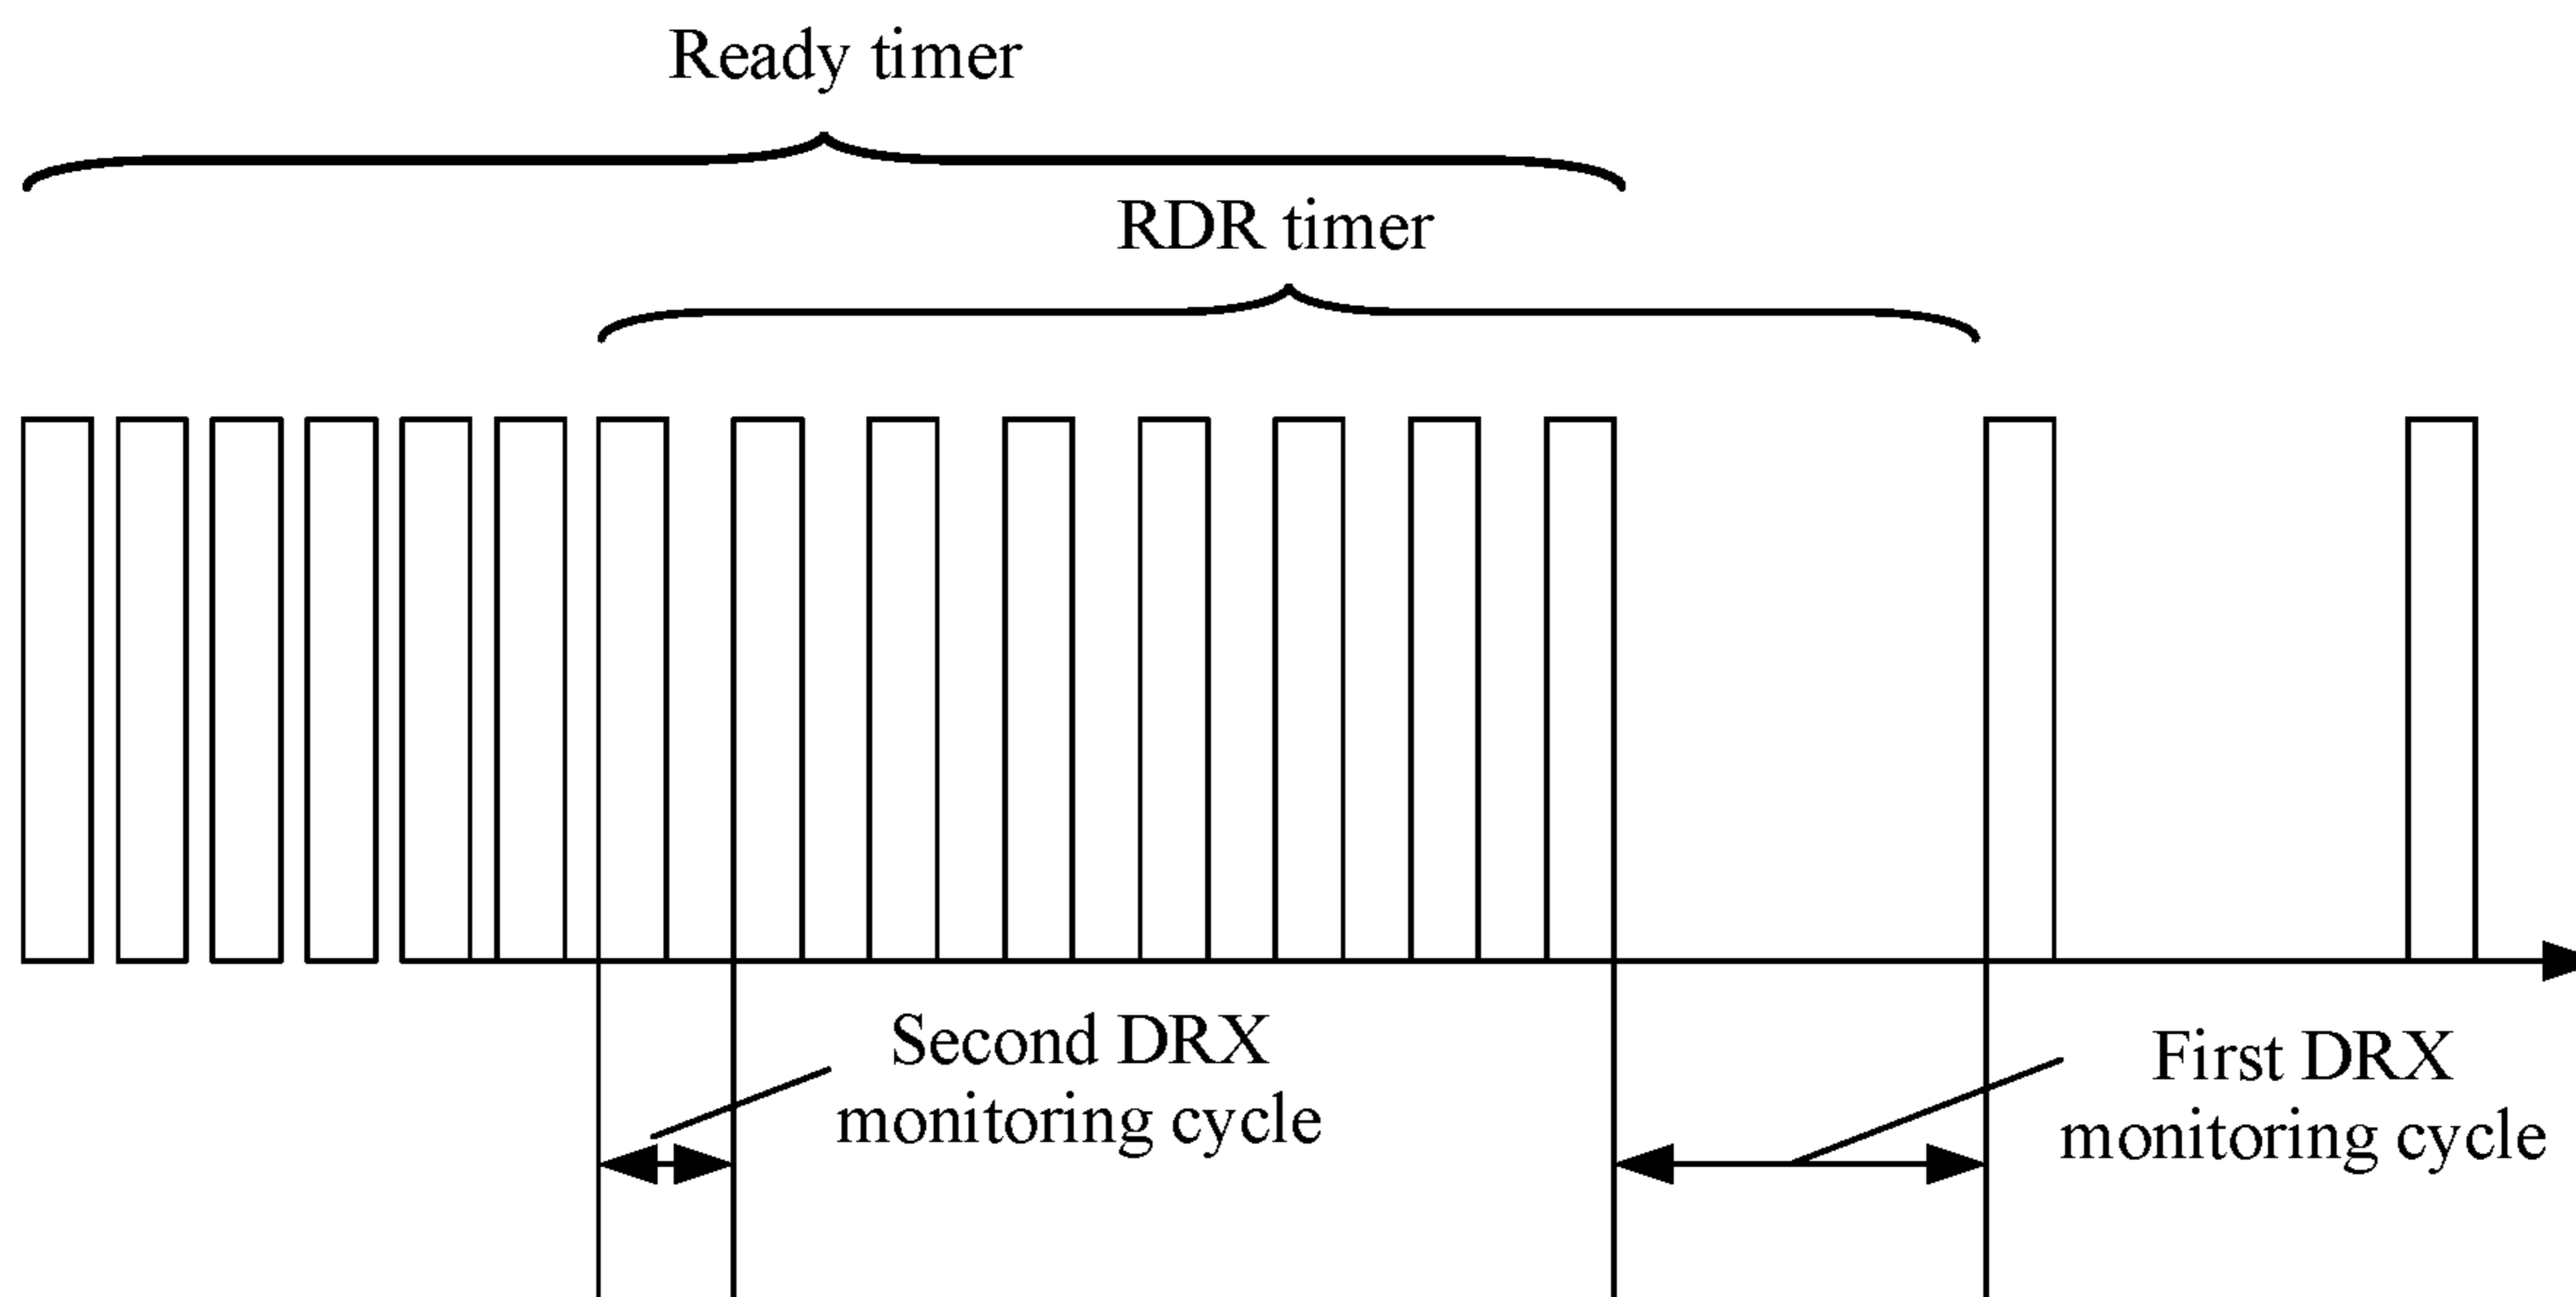 Ready timer
RDR timer
Second DRX
monitoring cycle
First DRX
monitoring cycle